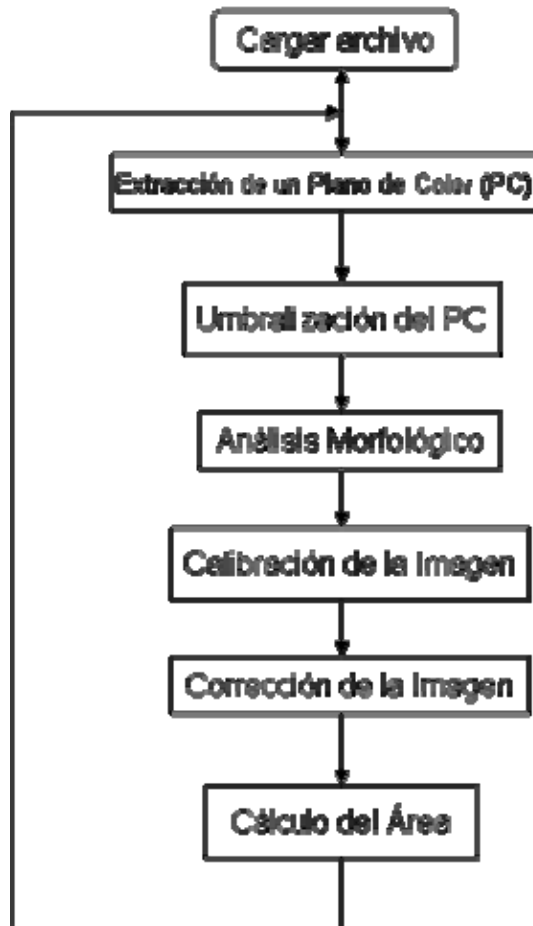 Cargar archivo
Extracción de un Plano de Color (PC)
Umbralización del PC
Análisis Morfológico
Calibración de la Imagen
Corrección de la Imagen
Cálculo del Área